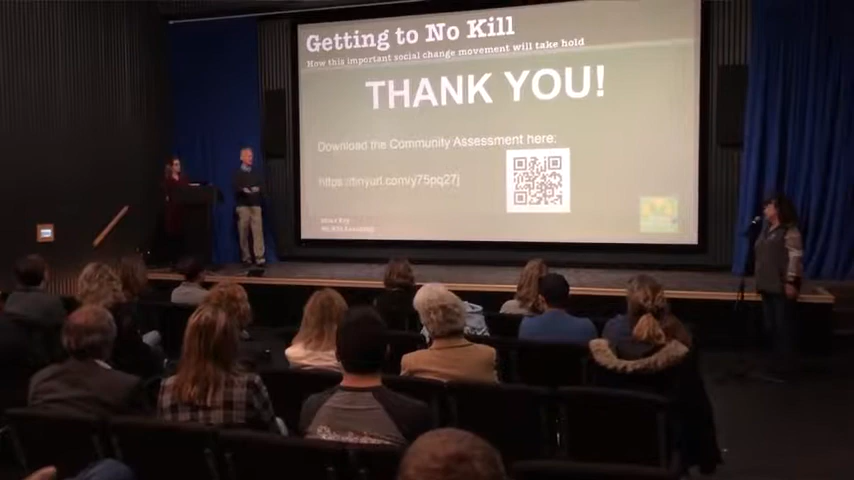 Getting to No Kill
How this important social change movement will take hold
THANK YOU!
Download the Community Assessment here:
https://tinyurl.com/y75pq27j